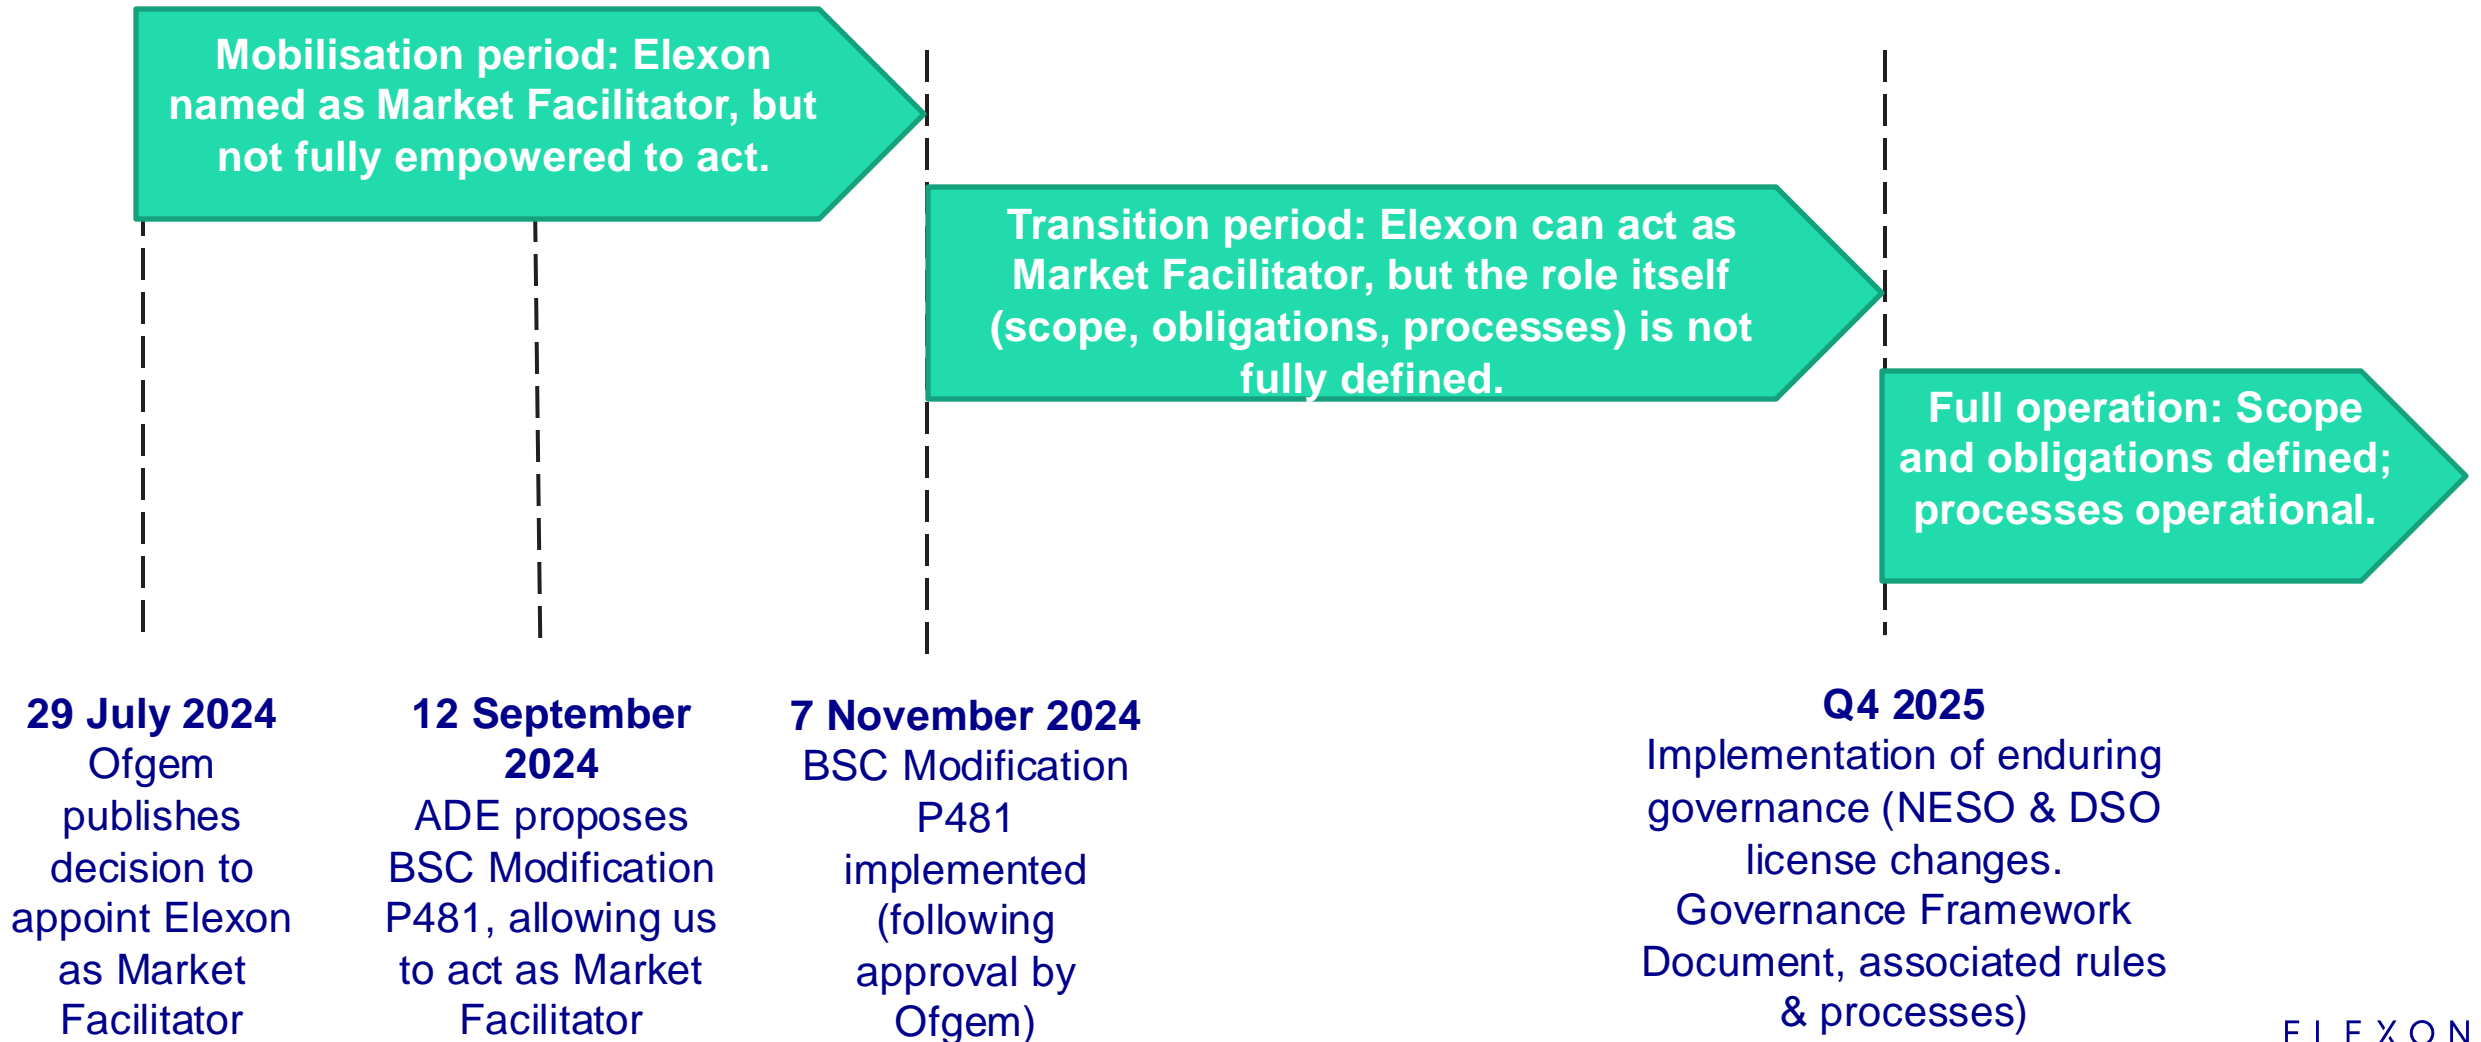 Mobilisation period: Elexon
named as Market Facilitator, but
not fully empowered to act.
Transition period: Elexon can act as
Market Facilitator, but the role itself
(scope, obligations, processes) is not
fully defined.
Full operation: Scope
and obligations defined;
processes operational.
29 July 2024
Ofgem
publishes
decision to
appoint Elexon
as Market
Facilitator
12 September
2024
ADE proposes
BSC Modification
P481, allowing us
to act as Market
Facilitator
7 November 2024
BSC Modification
P481
implemented
(following
approval by
Ofgem)
Q4 2025
Implementation of enduring
governance (NESO & DSO
license changes.
Governance Framework
Document, associated rules
& processes)
ELEXON